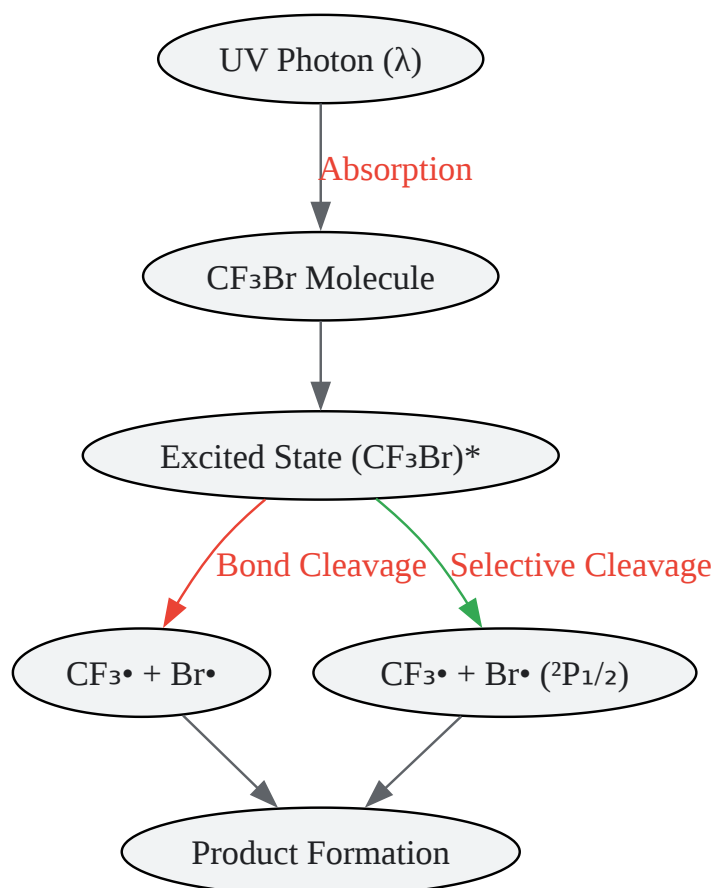 UV Photon (λ)
Absorption
CF₃Br Molecule
Excited State (CF₃Br)*
Bond Cleavage
Selective Cleavage
CF₃• + Br•
CF₃• + Br• (²P₁/₂)
Product Formation